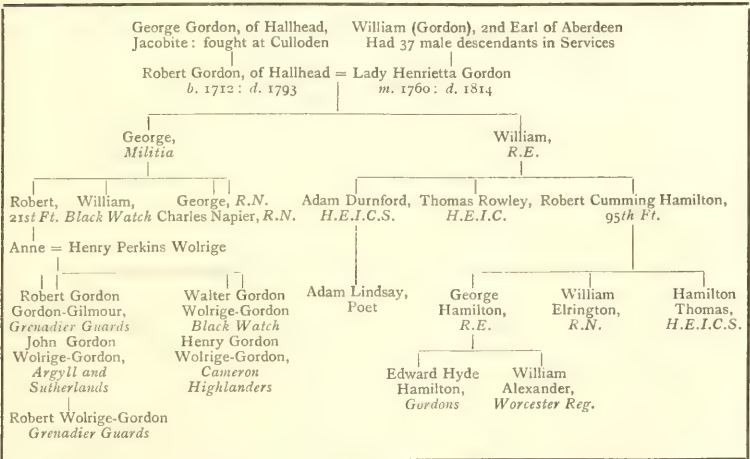 George Gordon, of Hallhead, William (Gordon), 2nd Earl of Aberdeen
Jacobite: fought at Culloden Had 37 male descendants in Services
Robert Gordon, of Hallhead = Lady Henrietta Gordon
b. 1712: d. 1793 m. 1760: d. 1814
George, William,
Militia R.E.
Robert, William, George, R.N. Adam Durnford, Thomas Rowley, Robert Cumming Hamilton,
21st Ft. Black Watch Charles Napier, R.N. H.E.I.C.S. H.E.I.C. 95th Ft.
Anne = Henry Perkins Wolrige
Robert Gordon Walter Gordon Adam Lindsay, George William Hamilton
Gordon-Gilmour, Wolrige-Gordon Poet Hamilton, Elrington, Thomas,
Grenadier Guards Black Watch R.E. R.N. H.E.I.C.S.
John Gordon Henry Gordon
Wolrige-Gordon, Wolrige-Gordon,
Argyll and Cameron Edward Hyde William
Sutherlands Highlanders Hamilton, Alexander,
Gordons Worcester Reg.
Robert Wolrige-Gordon
Grenadier Guards